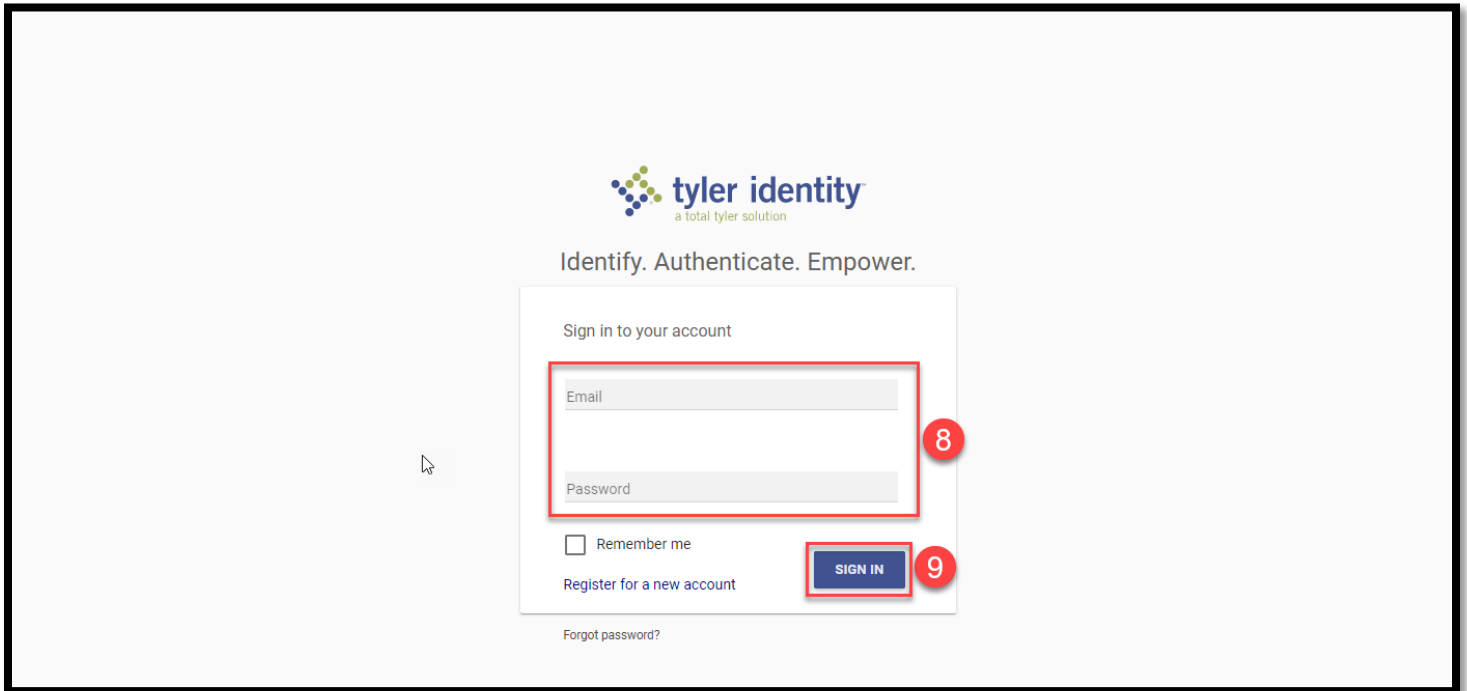 tyler identity™
a total tyler solution
Identify. Authenticate. Empower.
Sign in to your account
Email
8
Password
Remember me
SIGN IN
9
Register for a new account
Forgot password?